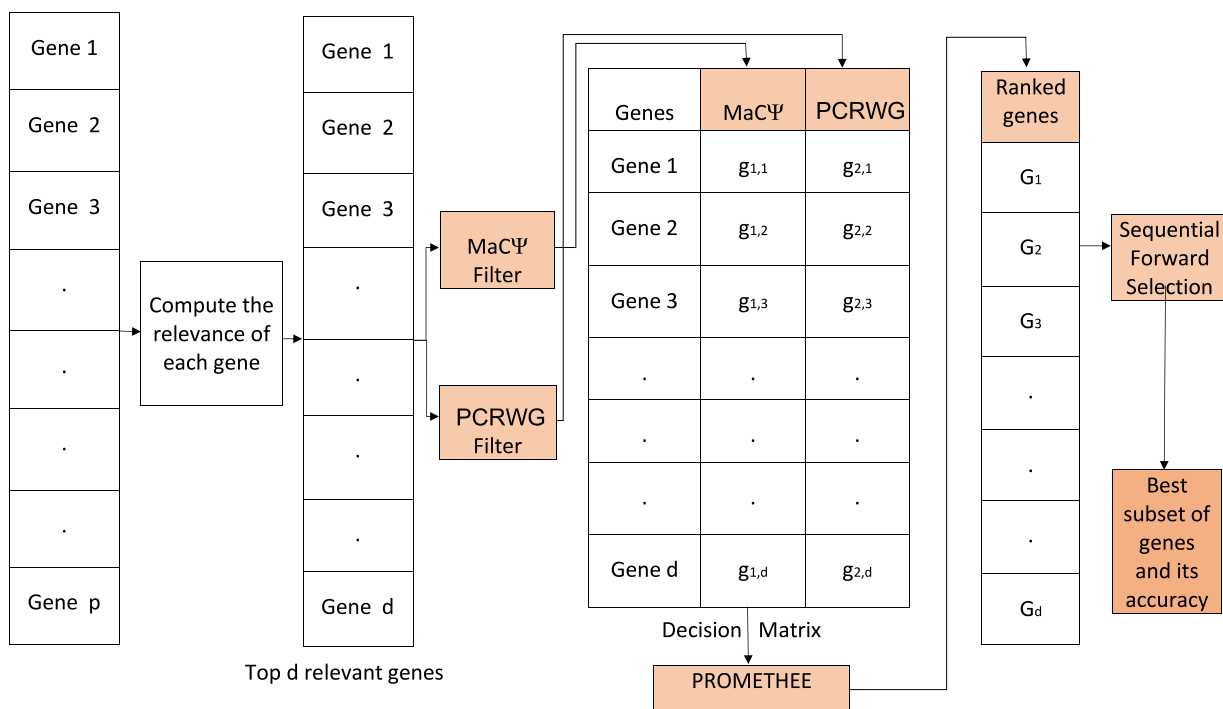 Gene 1
Gene 2
Gene 3
.
.
.
.
Gene p
Compute the
relevance of
each gene
Gene 1
Gene 2
Gene 3
.
.
.
.
Gene d
Top d relevant genes
MaCΨ
Filter
PCRWG
Filter
Genes MaCΨ PCRWG
Gene 1 g1,1 g2,1
Gene 2 g1,2 g2,2
Gene 3 g1,3 g2,3
. . .
. . .
. . .
Gene d g1,d g2,d
Decision Matrix
PROMETHEE
Ranked
genes
G1
G2
G3
.
.
.
Gd
Sequential
Forward
Selection
Best
subset of
genes
and its
accuracy